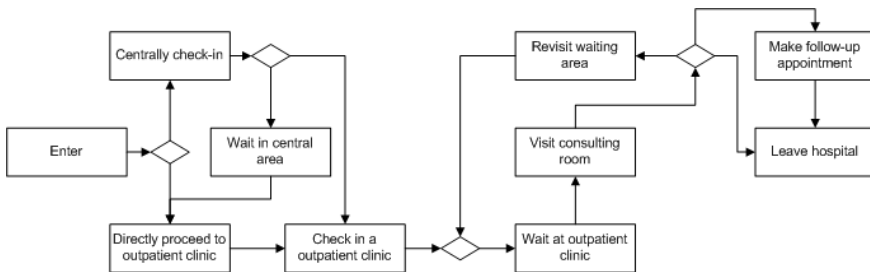 Centrally check-in
Revisit waiting
area
Make follow-up
appointment
Enter
Wait in central
area
Visit consulting
room
Leave hospital
Directly proceed to
outpatient clinic
Check in a
outpatient clinic
Wait at outpatient
clinic